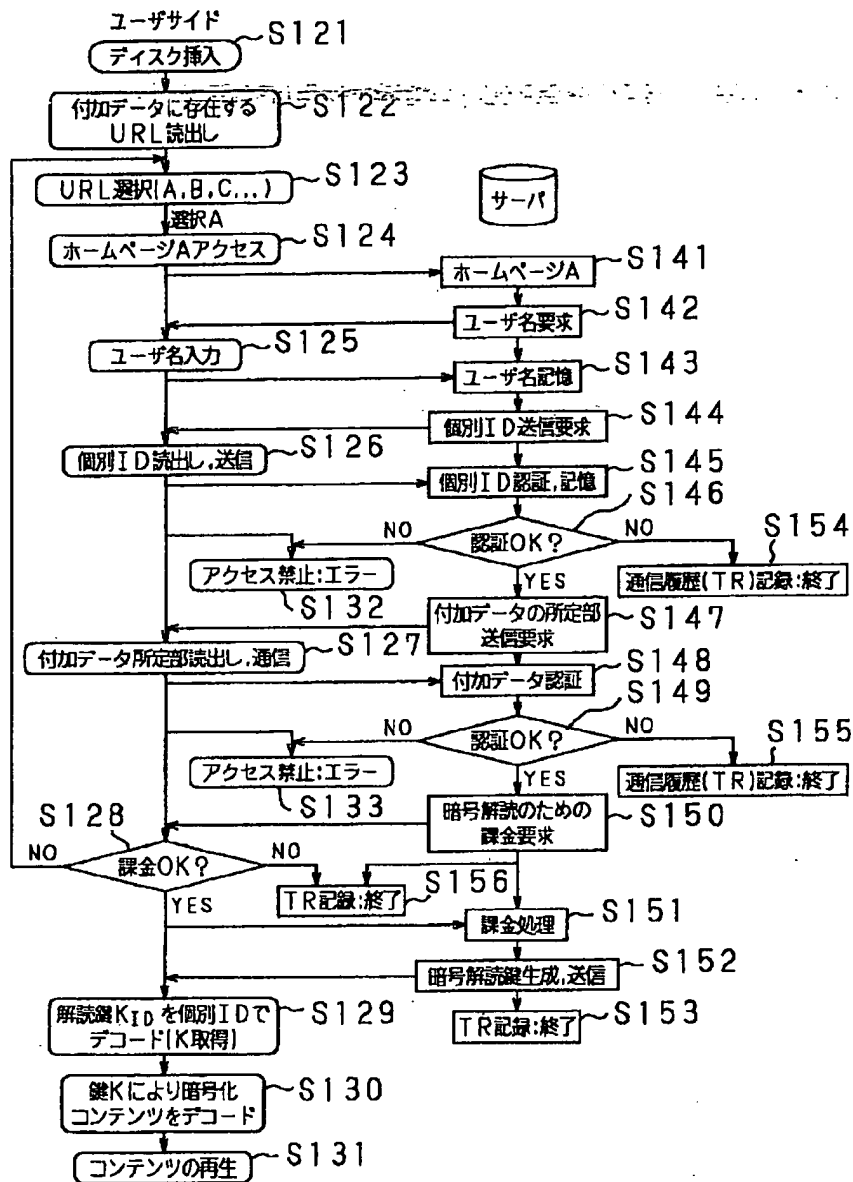 ユーザサイド
ディスク挿入
S121
付加データに存在する
URL読出し
S122
URL選択(A,B,C...)
S123
サーバ
選択A
ホームページAアクセス
S124
ホームページA
S141
ユーザ名要求
S142
ユーザ名入力
S125
ユーザ名記憶
S143
個別ID送信要求
S144
個別ID読出し,送信
S126
個別ID認証,記憶
S145
認証OK?
S146
NO
NO
YES
アクセス禁止:エラー
S132
通信履歴(TR)記録:終了
S154
付加データの所定部
送信要求
S147
付加データ所定部読出し,通信
S127
付加データ認証
S148
認証OK?
S149
NO
NO
YES
アクセス禁止:エラー
S133
通信履歴(TR)記録:終了
S155
暗号解読のための
課金要求
S150
課金OK?
S128
NO
NO
YES
TR記録:終了
S156
課金処理
S151
暗号解読鍵生成,送信
S152
TR記録:終了
S153
解読鍵KIDを個別IDで
デコード(K取得)
S129
鍵Kにより暗号化
コンテンツをデコード
S130
コンテンツの再生
S131